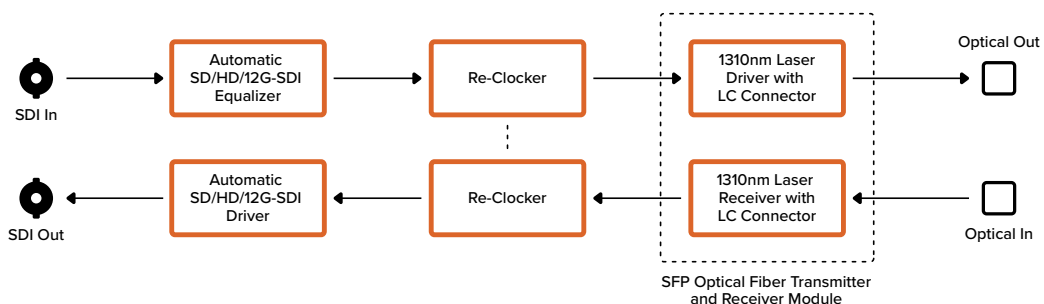 SDI In
Automatic
SD/HD/12G-SDI
Equalizer
Re-Clocker
1310nm Laser
Driver with
LC Connector
Optical Out
SDI Out
Automatic
SD/HD/12G-SDI
Driver
Re-Clocker
1310nm Laser
Receiver with
LC Connector
Optical In
SFP Optical Fiber Transmitter
and Receiver Module